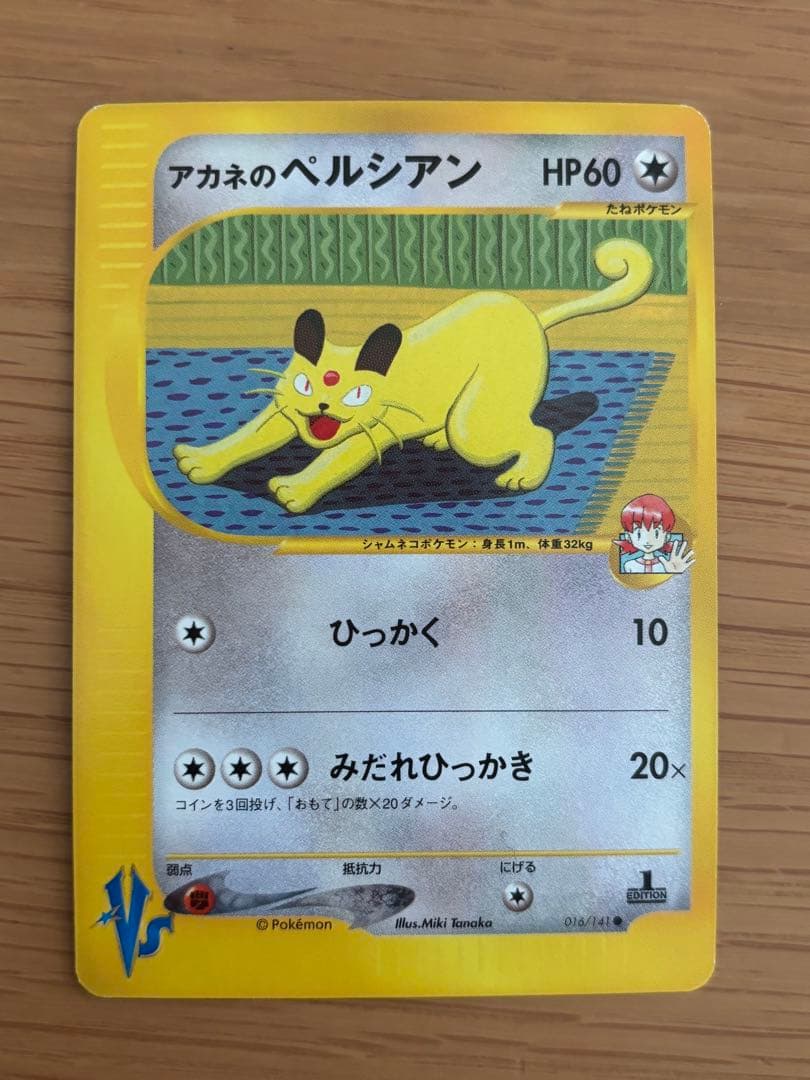 アカネのペルシアン HP60
たねポケモン
シャムネコポケモン：身長1m、体重32kg
ひっかく 10
みだれひっかき 20×
コインを3回投げ、「おもて」の数×20ダメージ。
弱点 抵抗力 にげる
1
EDITION
VS
© Pokémon Illus.Miki Tanaka 016/141 ●